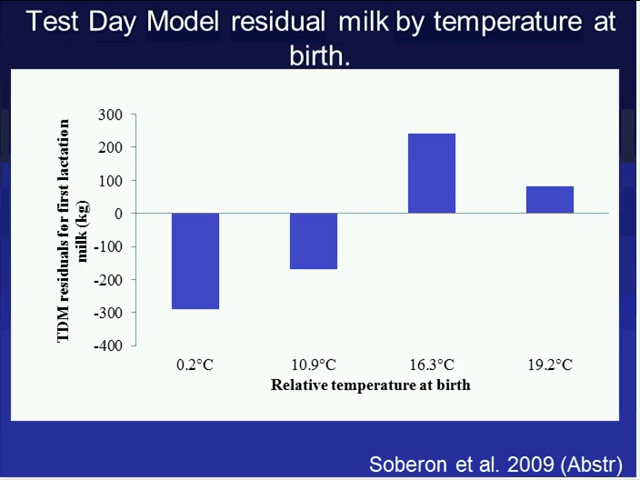 Test Day Model residual milk by temperature at
birth.
TDM residuals for first lactation
milk (kg)
300
200
100
0
-100
-200
-300
-400
0.2°C 10.9°C 16.3°C 19.2°C
Relative temperature at birth
Soberon et al. 2009 (Abstr)